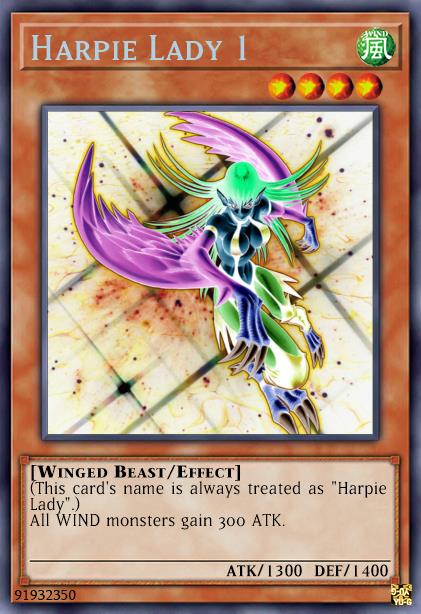 Harpie Lady 1
WIND
風
[Winged Beast/Effect]
(This card's name is always treated as "Harpie
Lady".)
All WIND monsters gain 300 ATK.
ATK/1300 DEF/1400
91932350